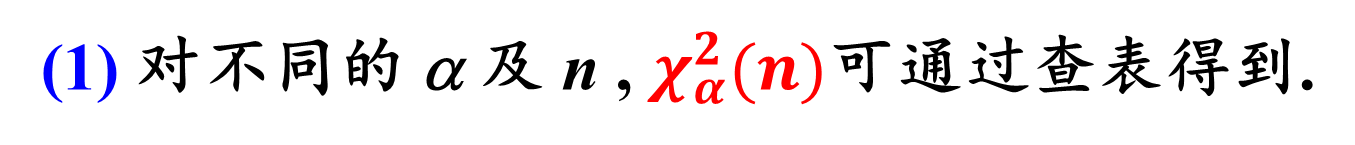 (1) 对不同的 α 及 n , χ²_α(n)可通过查表得到.